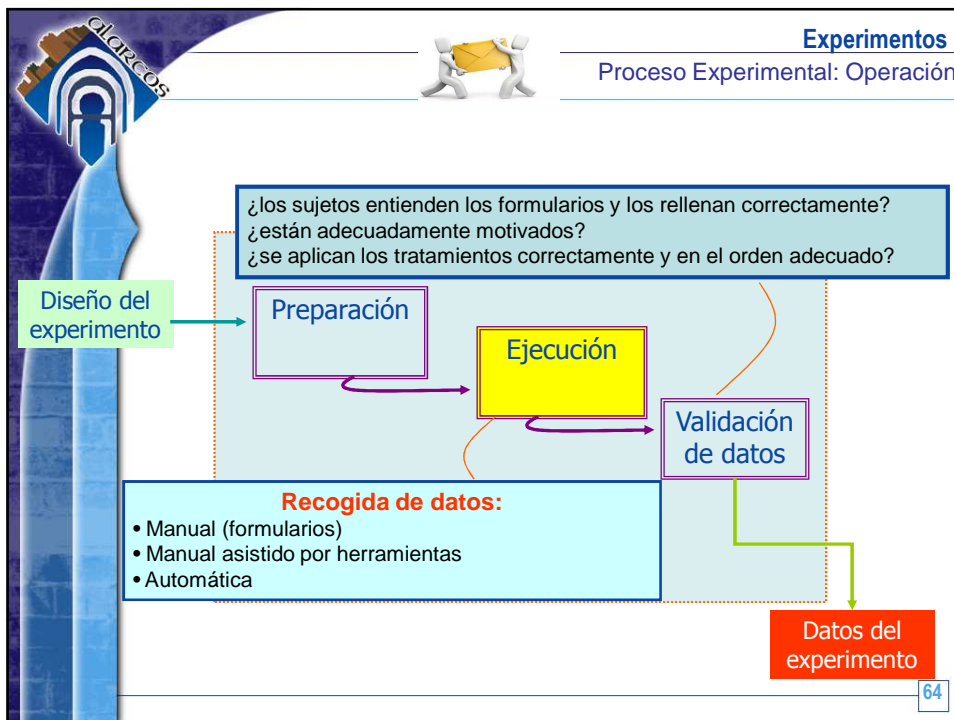 alarcos
Experimentos
Proceso Experimental: Operación
¿los sujetos entienden los formularios y los rellenan correctamente?
¿están adecuadamente motivados?
¿se aplican los tratamientos correctamente y en el orden adecuado?
Diseño del
experimento
Preparación
Ejecución
Validación
de datos
Recogida de datos:
• Manual (formularios)
• Manual asistido por herramientas
• Automática
Datos del
experimento
64